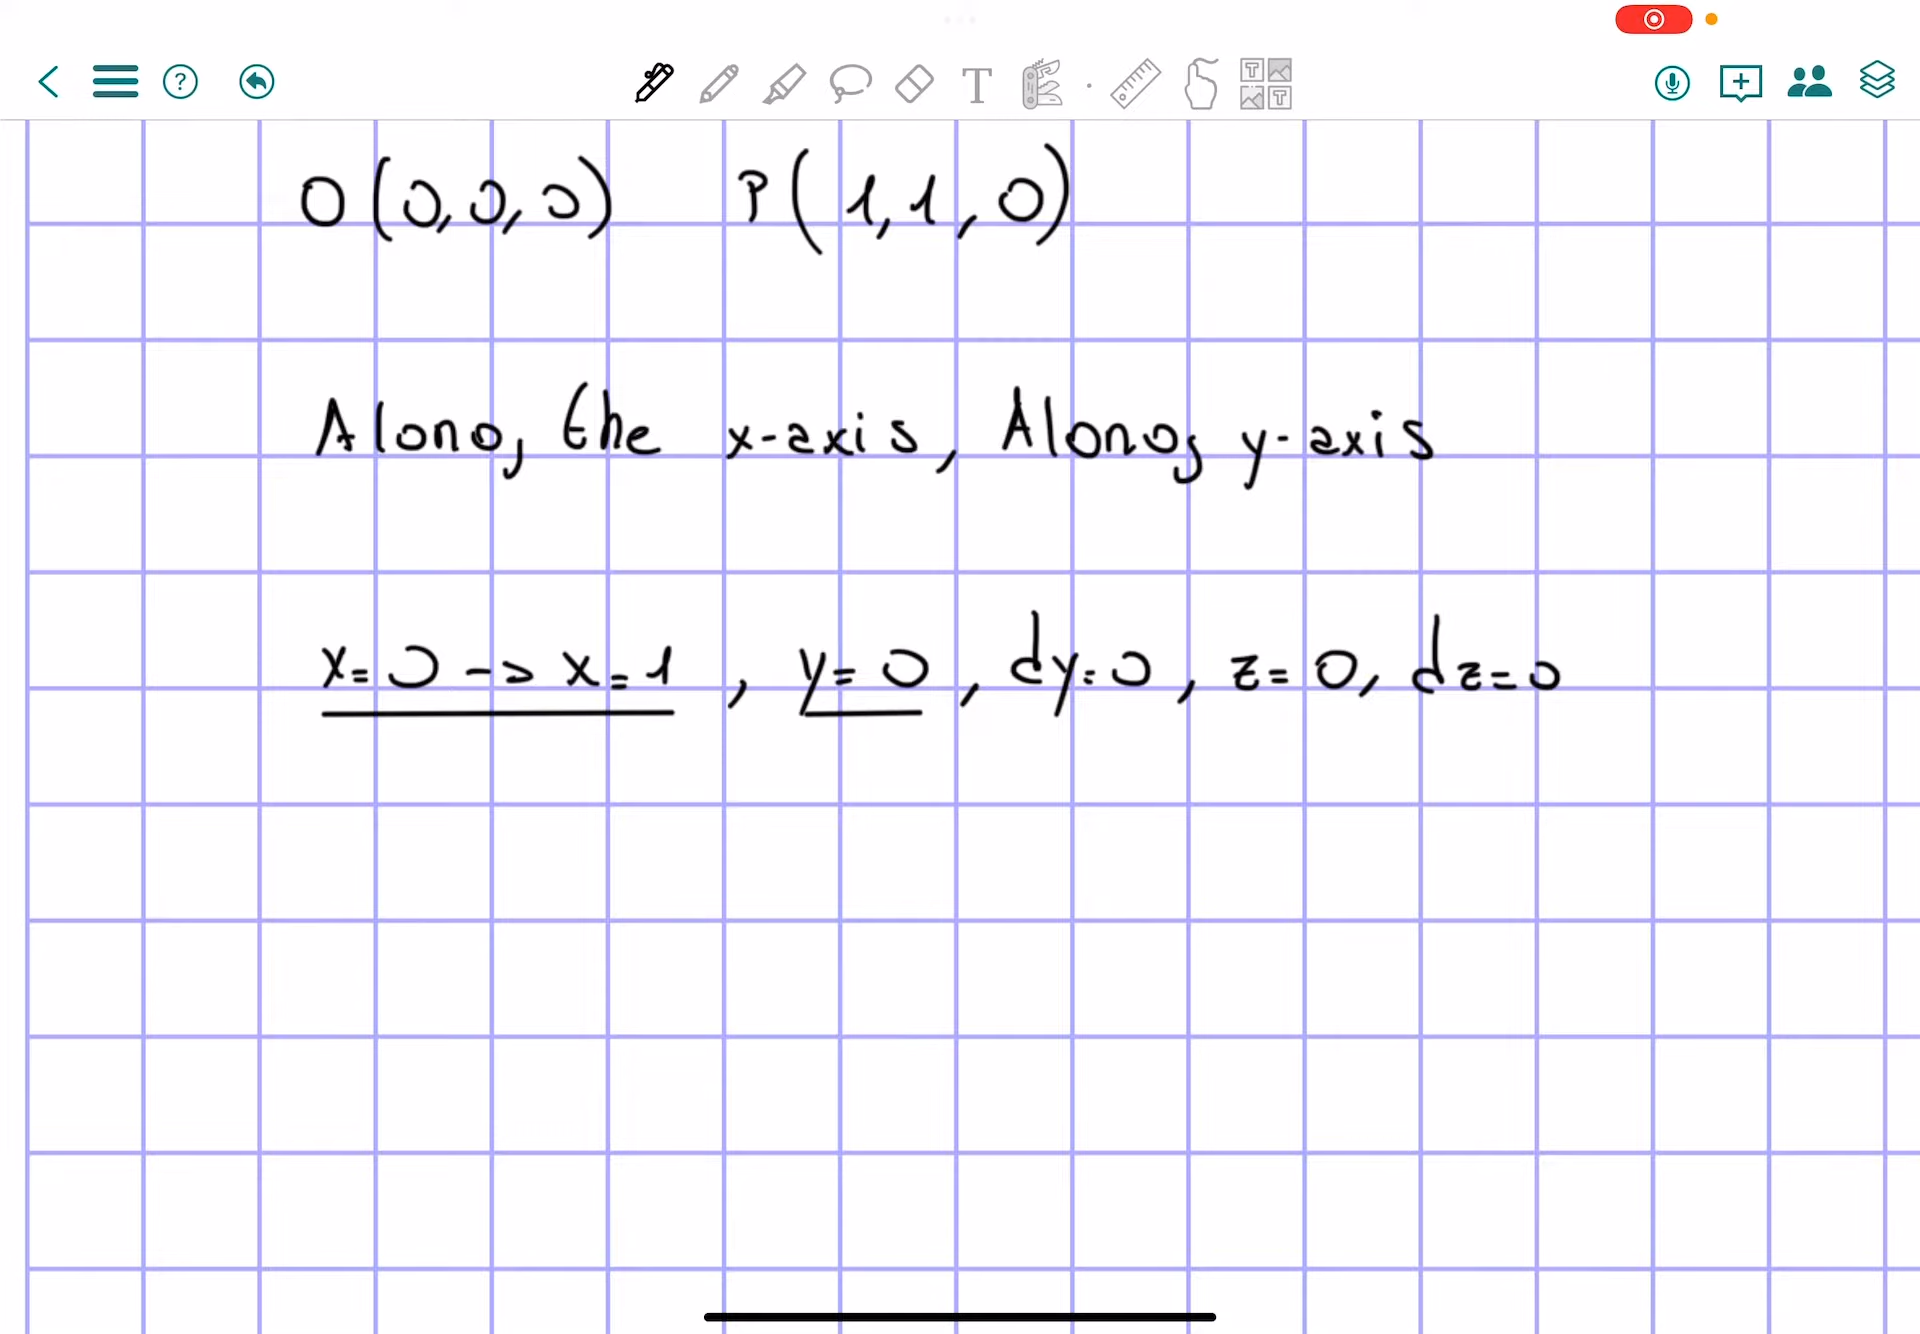 O(0,0,0) P(1,1,0)
Along the x-axis, Along y-axis
x=0 -> x=1, y=0, dy=0, z=0, dz=0